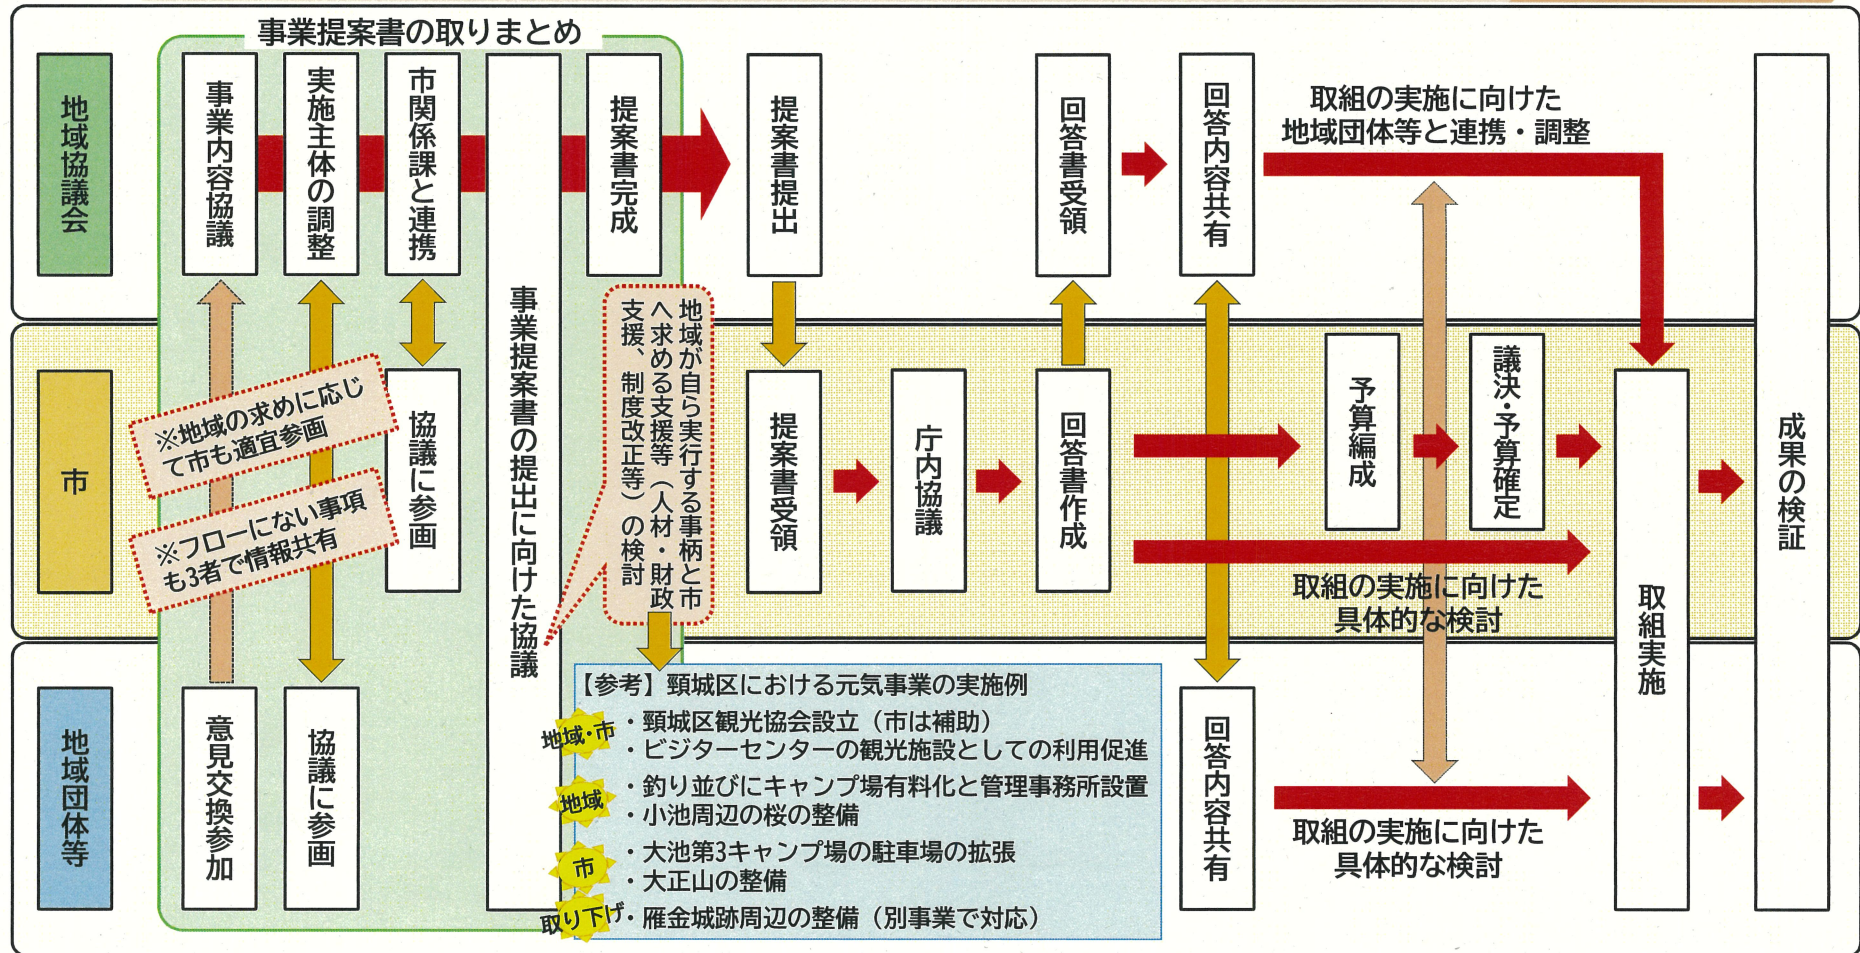 事業提案書の取りまとめ
地域協議会
事業内容協議
実施主体の調整
市関係課と連携
事業提案書の提出に向けた協議
提案書完成
提案書提出
回答書受領
回答内容共有
取組の実施に向けた
地域団体等と連携・調整
市
※地域の求めに応じ
て市も適宜参画
※フローにない事項
も3者で情報共有
協議に参画
地域が自ら実行する事柄と市
へ求める支援等（人材・財政
支援、制度改正等）の検討
提案書受領
庁内協議
回答書作成
予算編成
議決・予算確定
取組の実施に向けた
具体的な検討
取組実施
成果の検証
地域団体等
意見交換参加
協議に参画
【参考】頸城区における元気事業の実施例
地域・市
・頸城区観光協会設立（市は補助）
・ビジターセンターの観光施設としての利用促進
地域
・釣り並びにキャンプ場有料化と管理事務所設置
・小池周辺の桜の整備
市
・大池第3キャンプ場の駐車場の拡張
・大正山の整備
取り下げ
・雁金城跡周辺の整備（別事業で対応）
回答内容共有
取組の実施に向けた
具体的な検討